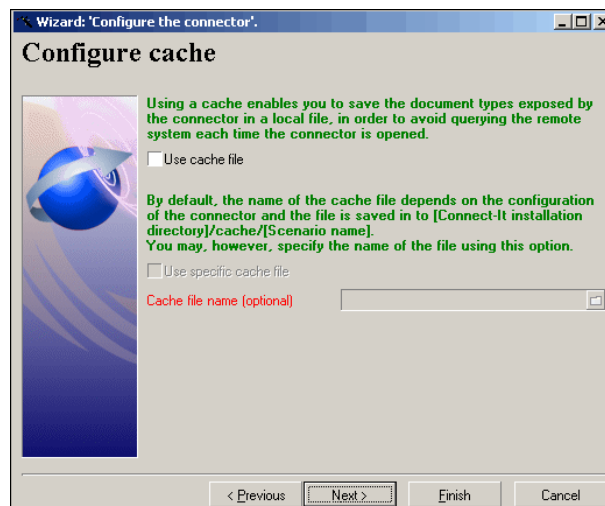 Wizard: 'Configure the connector'.
Configure cache
Using a cache enables you to save the document types exposed by
the connector in a local file, in order to avoid querying the remote
system each time the connector is opened.
Use cache file
By default, the name of the cache file depends on the configuration
of the connector and the file is saved in to [Connect-It installation
directory]/cache/[Scenario name].
You may, however, specify the name of the file using this option.
Use specific cache file
Cache file name (optional)
< Previous
Next >
Finish
Cancel